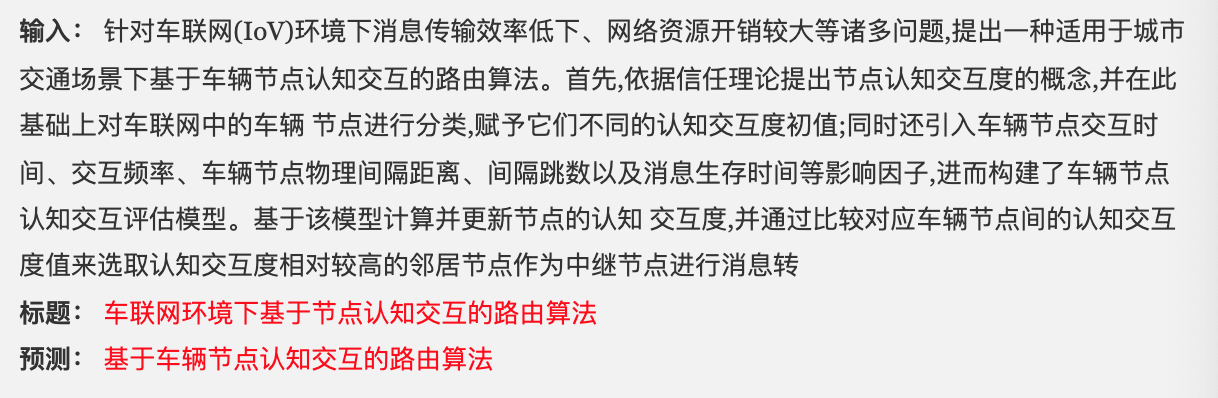 输入： 针对车联网(IoV)环境下消息传输效率低下、网络资源开销较大等诸多问题,提出一种适用于城市
交通场景下基于车辆节点认知交互的路由算法。首先,依据信任理论提出节点认知交互度的概念,并在此
基础上对车联网中的车辆 节点进行分类,赋予它们不同的认知交互度初值;同时还引入车辆节点交互时
间、交互频率、车辆节点物理间隔距离、间隔跳数以及消息生存时间等影响因子,进而构建了车辆节点
认知交互评估模型。基于该模型计算并更新节点的认知 交互度,并通过比较对应车辆节点间的认知交互
度值来选取认知交互度相对较高的邻居节点作为中继节点进行消息转
标题： 车联网环境下基于节点认知交互的路由算法
预测： 基于车辆节点认知交互的路由算法